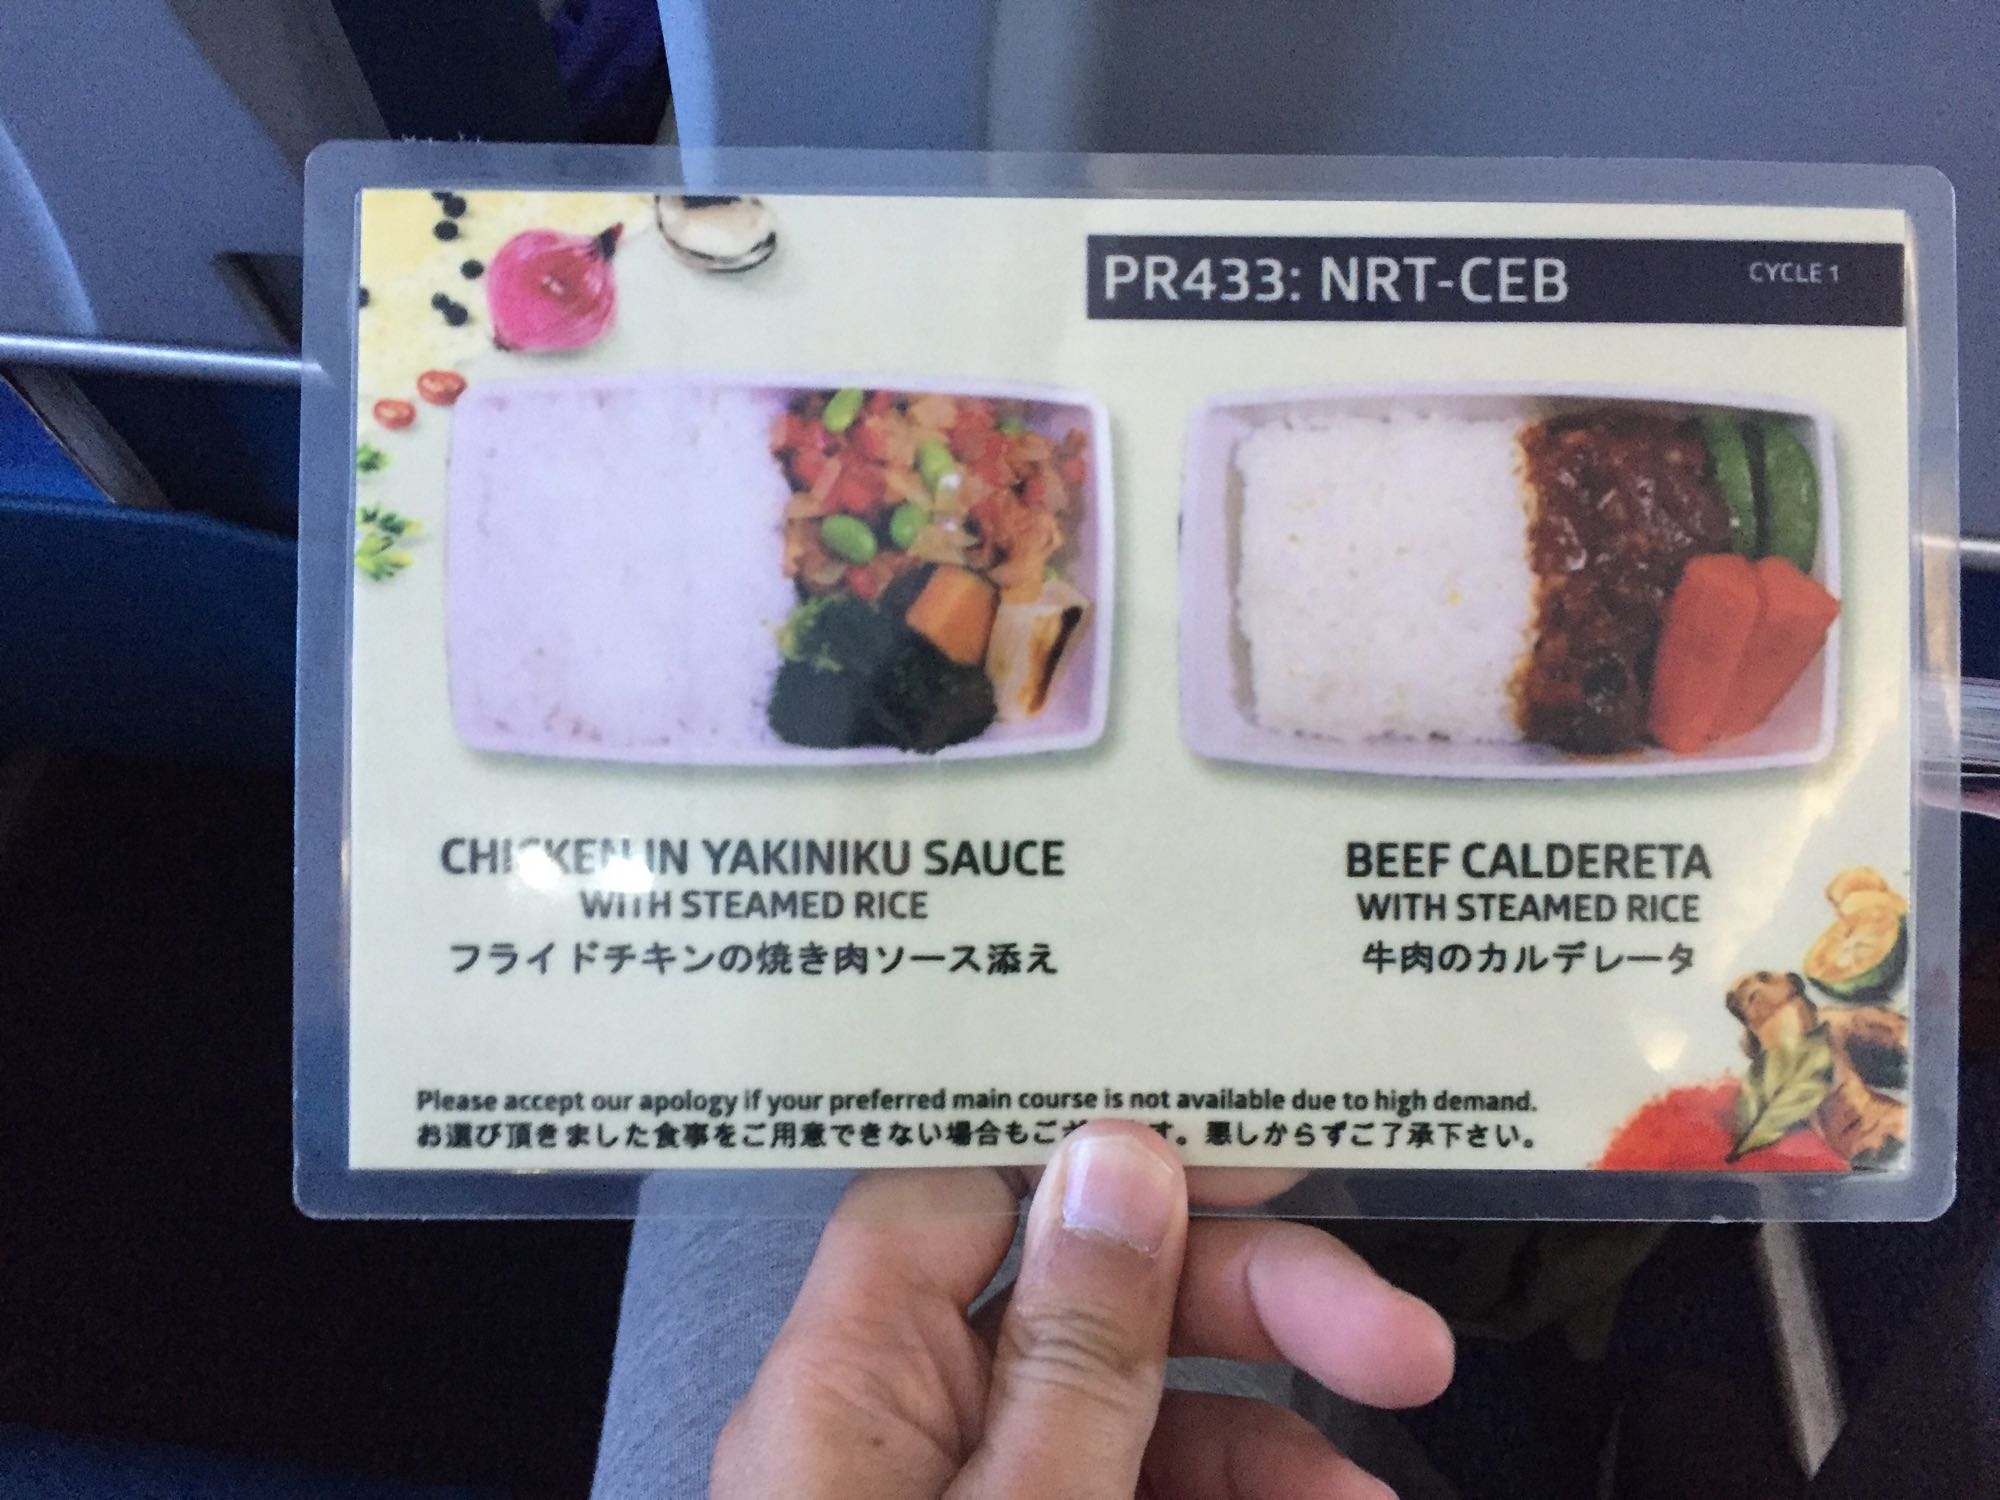 PR433: NRT-CEB
CYCLE 1
CHICKEN IN YAKINIKU SAUCE
WITH STEAMED RICE
フライドチキンの焼き肉ソース添え
BEEF CALDERETA
WITH STEAMED RICE
牛肉のカルデレータ
Please accept our apology if your preferred main course is not available due to high demand.
お選び頂きました食事をご用意できない場合もござ す。悪しからずご了承下さい。